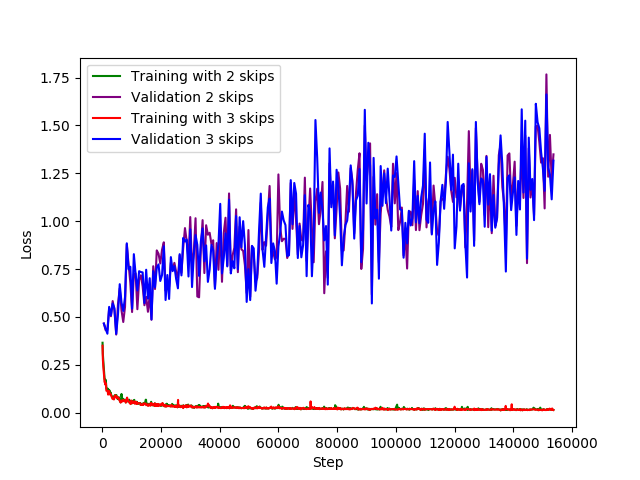 Training with 2 skips
Validation 2 skips
Training with 3 skips
Validation 3 skips
1.75
1.50
1.25
1.00
0.75
0.50
0.25
0.00
Loss
0 20000 40000 60000 80000 100000 120000 140000 160000
Step